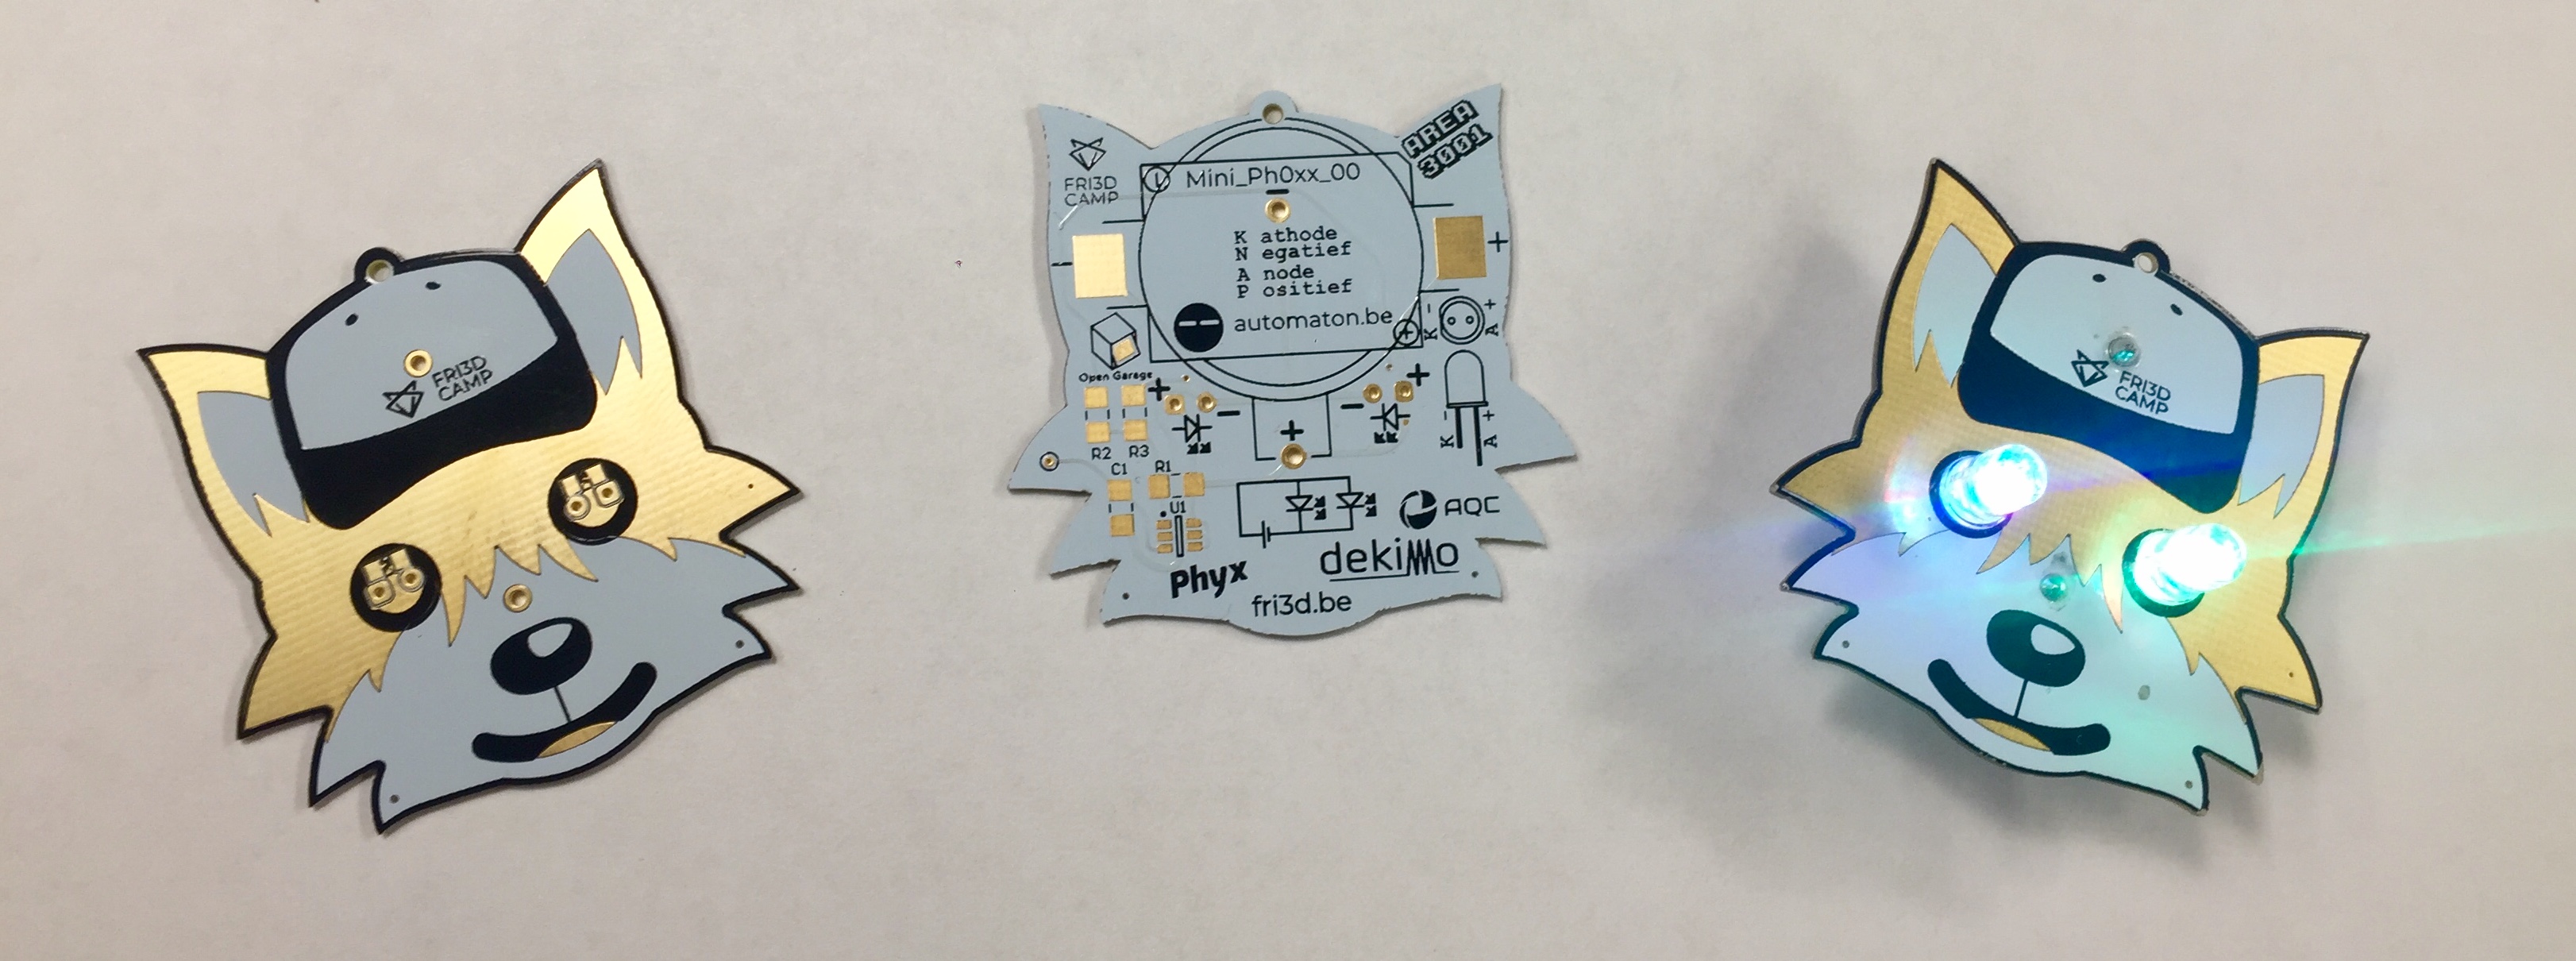 FRI3D
CAMP
FRI3D
CAMP
AREA
3001
Mini_Ph0xx_00
-
K athode
N egatief
A node
P ositief
automaton.be
-
+
K -
A +
Open Garage
+
-
-
+
+
K -
A +
R2 R3
C1 R1
U1
AQC
dekimo
Phyx
fri3d.be
FRI3D
CAMP